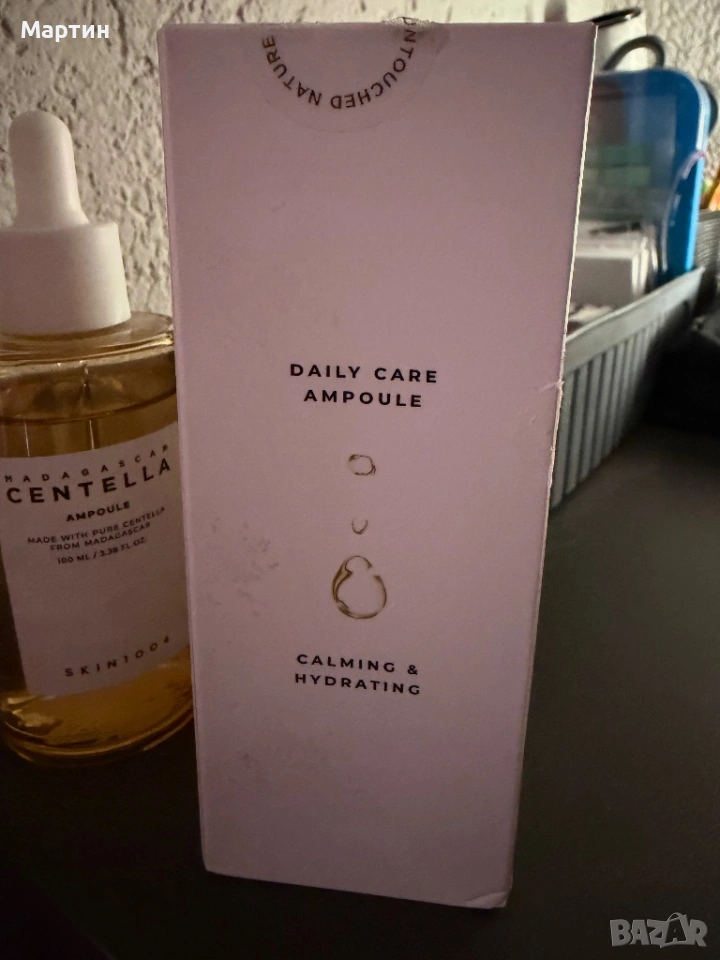 Мартин
UNTOUCHED NATURE
DAILY CARE
AMPOULE
CALMING &
HYDRATING
MADAGASCAR
CENTELLA
AMPOULE
MADE WITH PURE CENTELLA
FROM MADAGASCAR
100 ML / 3.38 FL.OZ.
SKIN1004
BAZAR